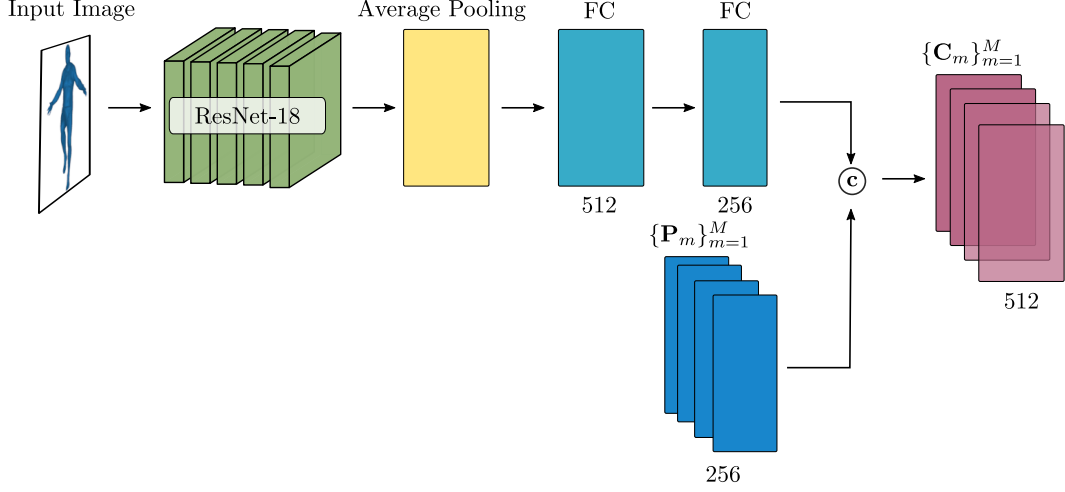 Input Image
Average Pooling
FC
FC
ResNet-18
{C_m}_{m=1}^M
c
512
256
{P_m}_{m=1}^M
512
256